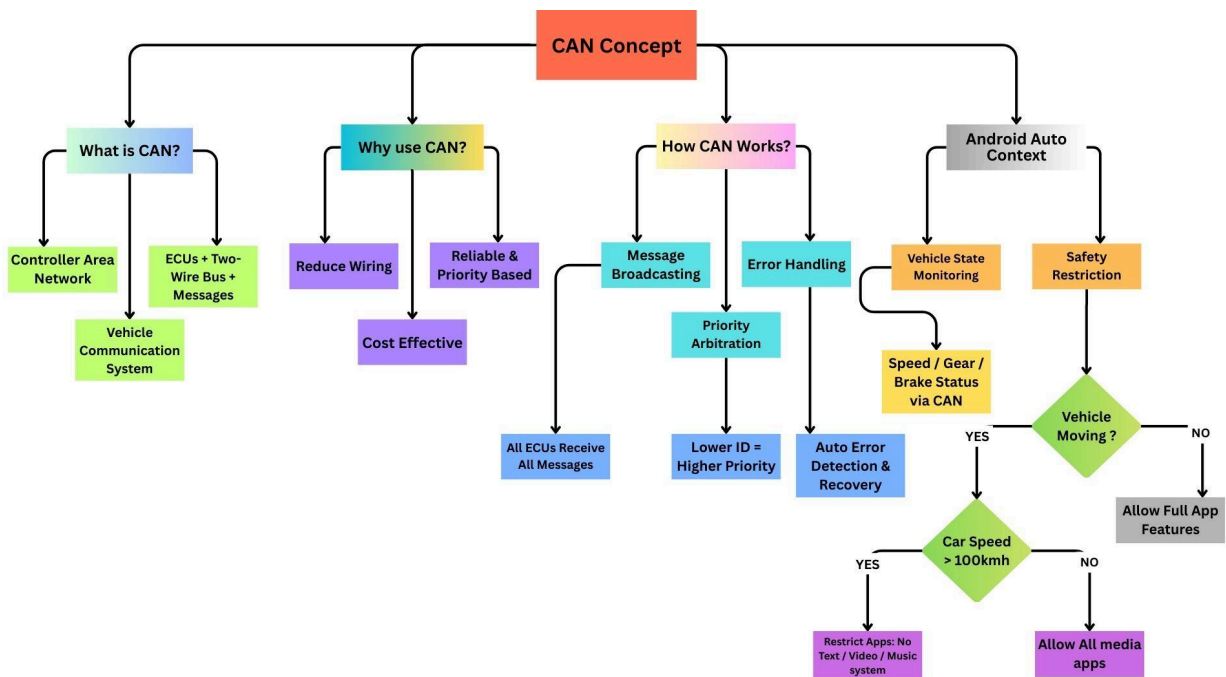 CAN Concept
What is CAN?
Why use CAN?
How CAN Works?
Android Auto
Context
Controller Area
Network
Vehicle
Communication
System
ECUs + Two-
Wire Bus +
Messages
Reduce Wiring
Cost Effective
Reliable &
Priority Based
Message
Broadcasting
Priority
Arbitration
Error Handling
Vehicle State
Monitoring
Safety
Restriction
All ECUs Receive
All Messages
Lower ID =
Higher Priority
Auto Error
Detection &
Recovery
Speed / Gear /
Brake Status
via CAN
Vehicle
Moving ?
YES
NO
Allow Full App
Features
Car Speed
> 100kmh
YES
NO
Restrict Apps: No
Text / Video / Music
system
Allow All media
apps